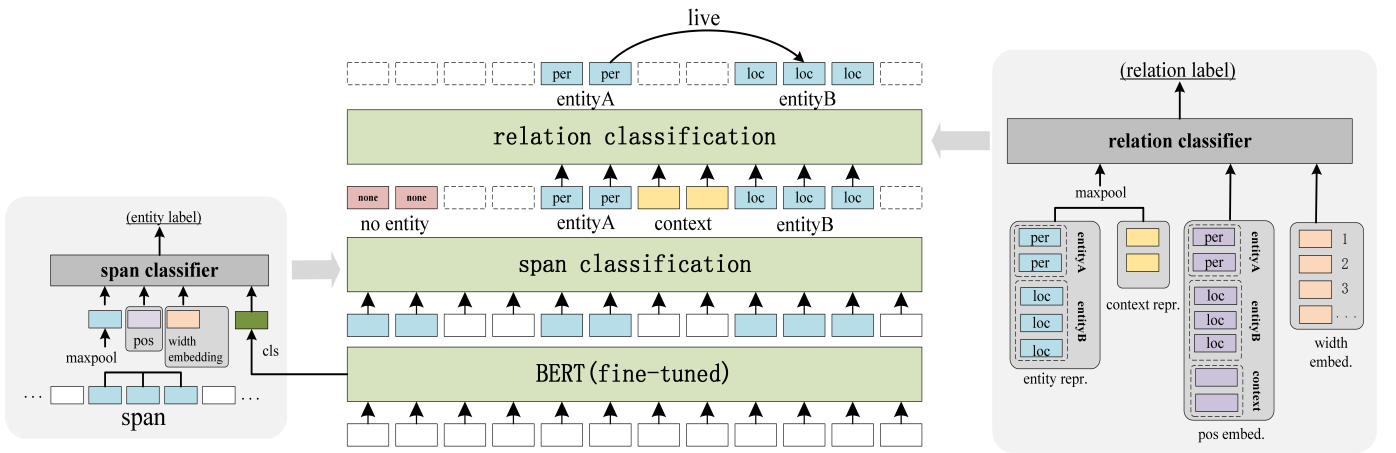 live
per per loc loc loc
entityA entityB
relation classification
none none per per loc loc loc
no entity entityA context entityB
span classification
BERT(fine-tuned)
(entity label)
span classifier
maxpool
pos
width
embedding
cls
... ...
span
(relation label)
relation classifier
maxpool
per
per
entityA
loc
loc
loc
entityB
entity repr.
context repr.
per
per
entityA
loc
loc
loc
entityB
context
pos embed.
1
2
3
...
width
embed.